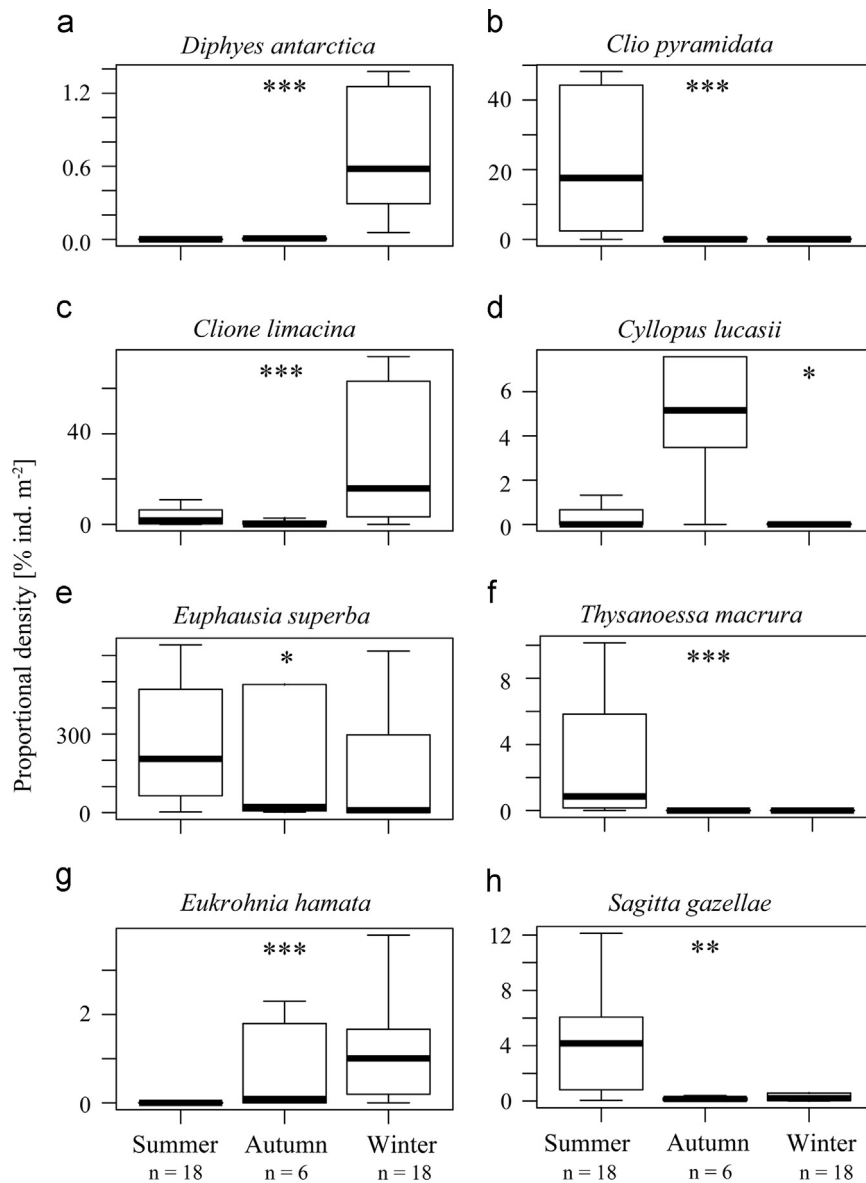 a
Diphyes antarctica
***
1.2
0.6
0.0
b
Clio pyramidata
***
40
20
0
c
Clione limacina
***
40
0
d
Cyllopus lucasii
*
6
4
2
0
e
Euphausia superba
*
300
0
f
Thysanoessa macrura
***
8
4
0
g
Eukrohnia hamata
***
2
0
h
Sagitta gazellae
**
12
8
4
0
Proportional density [% ind. m-2]
Summer Autumn Winter
n = 18 n = 6 n = 18
Summer Autumn Winter
n = 18 n = 6 n = 18